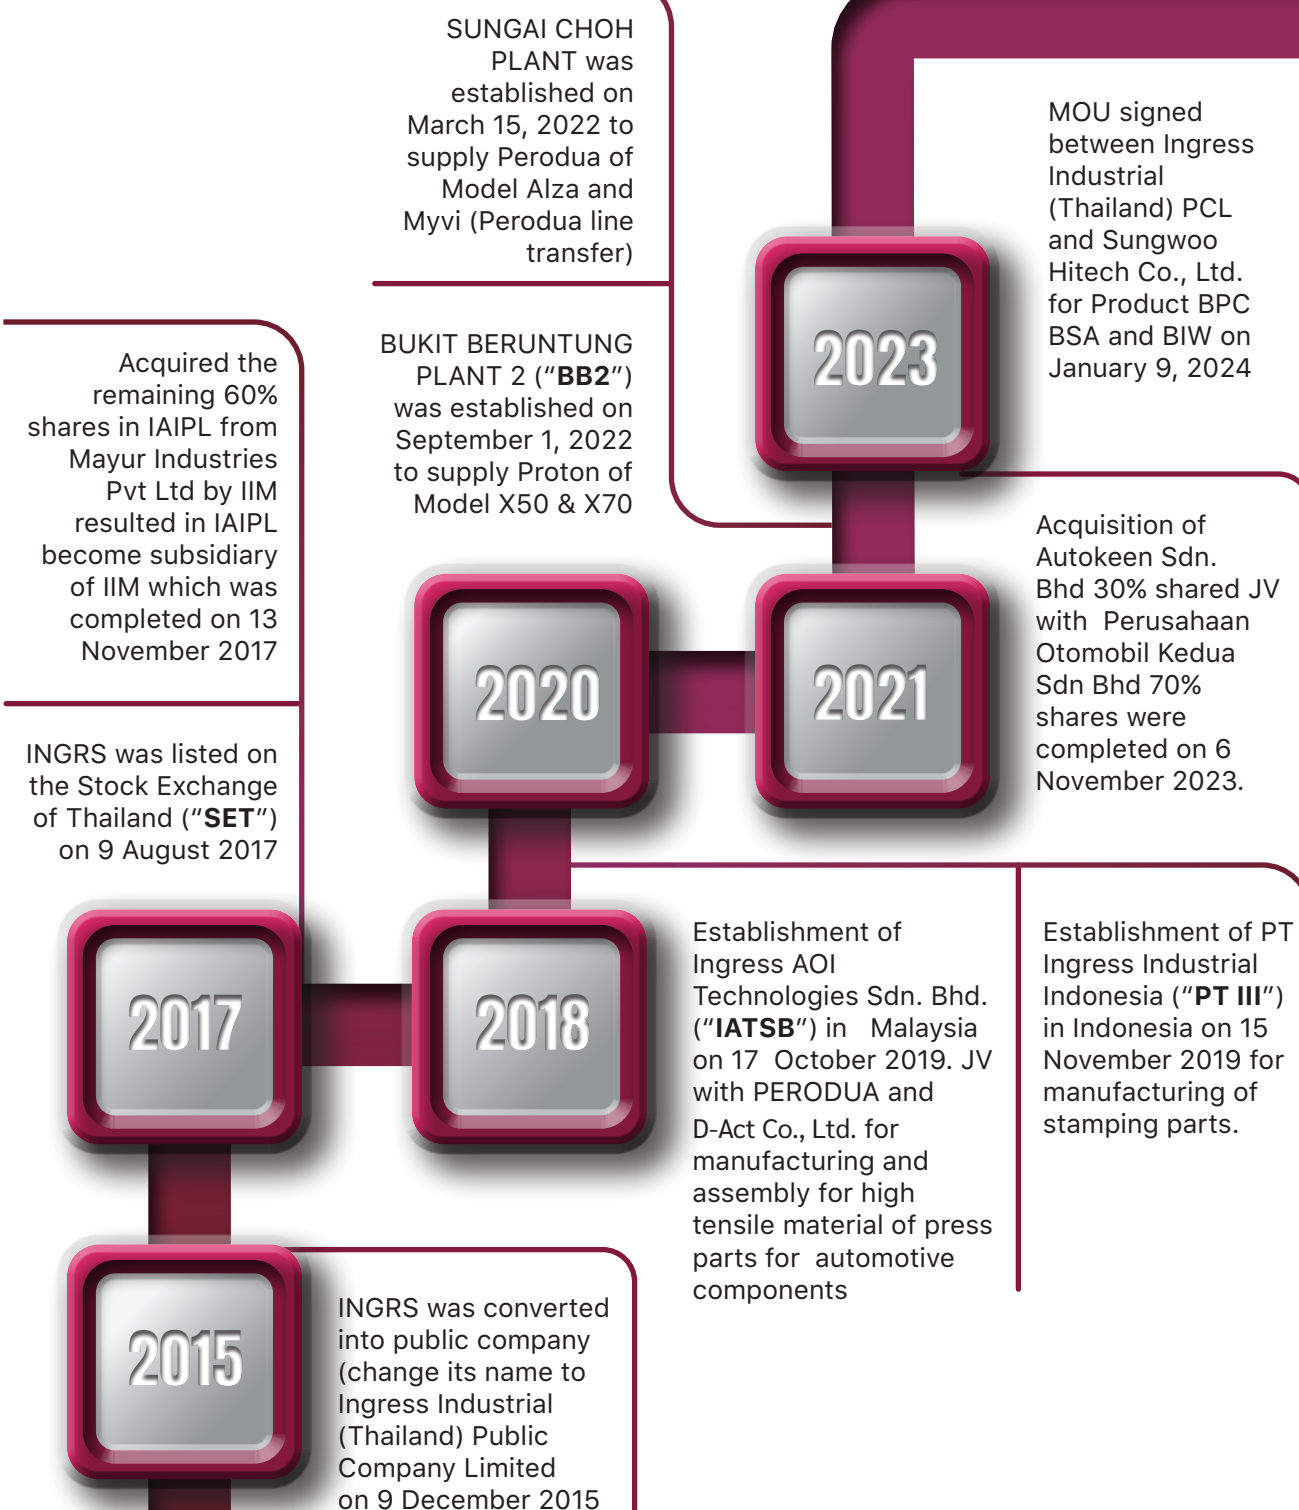 SUNGAI CHOH
PLANT was
established on
March 15, 2022 to
supply Perodua of
Model Alza and
Myvi (Perodua line
transfer)
BUKIT BERUNTUNG
PLANT 2 (“BB2”)
was established on
September 1, 2022
to supply Proton of
Model X50 & X70
MOU signed
between Ingress
Industrial
(Thailand) PCL
and Sungwoo
Hitech Co., Ltd.
for Product BPC
BSA and BIW on
January 9, 2024
2023
Acquired the
remaining 60%
shares in IAIPL from
Mayur Industries
Pvt Ltd by IIM
resulted in IAIPL
become subsidiary
of IIM which was
completed on 13
November 2017
INGRS was listed on
the Stock Exchange
of Thailand (“SET”)
on 9 August 2017
2020
2021
Acquisition of
Autokeen Sdn.
Bhd 30% shared JV
with Perusahaan
Otomobil Kedua
Sdn Bhd 70%
shares were
completed on 6
November 2023.
2017
2018
Establishment of
Ingress AOI
Technologies Sdn. Bhd.
(“IATSB”) in Malaysia
on 17 October 2019. JV
with PERODUA and
D-Act Co., Ltd. for
manufacturing and
assembly for high
tensile material of press
parts for automotive
components
Establishment of PT
Ingress Industrial
Indonesia (“PT III”)
in Indonesia on 15
November 2019 for
manufacturing of
stamping parts.
2015
INGRS was converted
into public company
(change its name to
Ingress Industrial
(Thailand) Public
Company Limited
on 9 December 2015